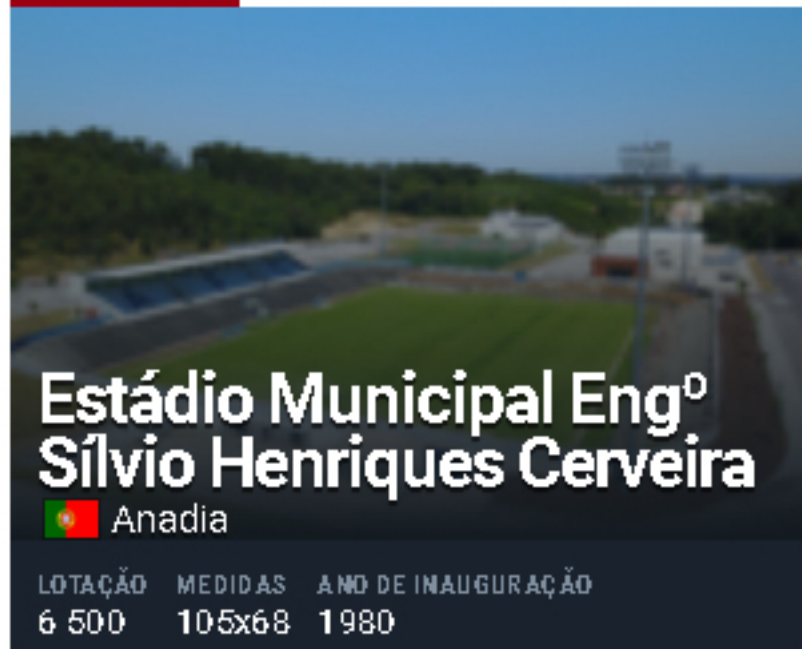 Estádio Municipal Engº
Sílvio Henriques Cerveira
Anadia
LOTAÇÃO MEDIDAS ANO DE INAUGURAÇÃO
6 500 105x68 1980